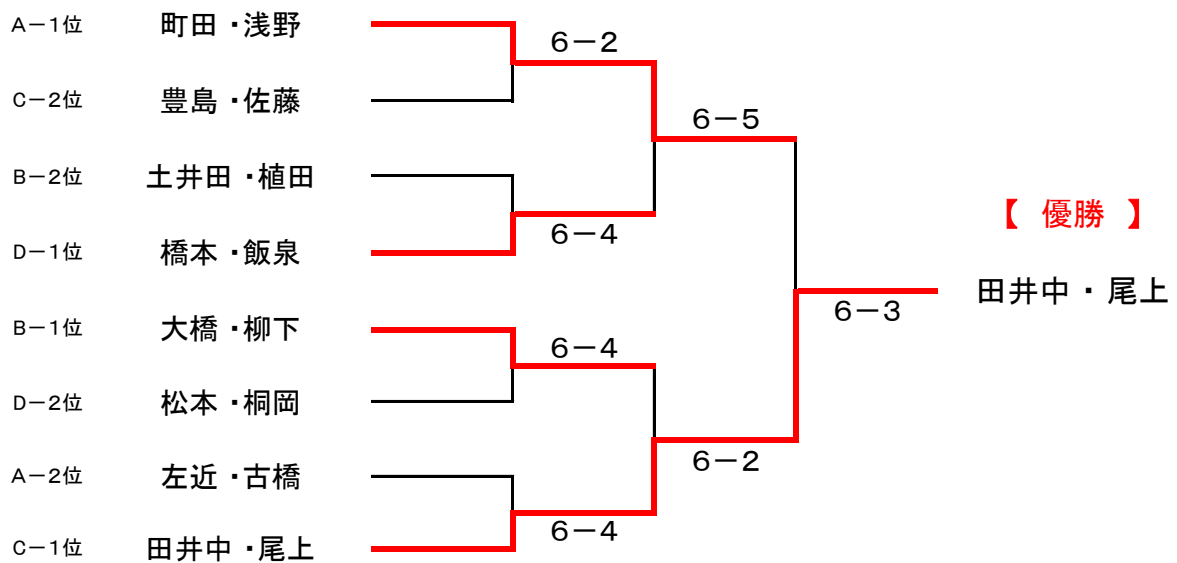 A－1位 町田・浅野
6－2
C－2位 豊島・佐藤
6－5
B－2位 土井田・植田
【 優勝 】
6－4
D－1位 橋本・飯泉
田井中・尾上
6－3
B－1位 大橋・柳下
6－4
D－2位 松本・桐岡
6－2
A－2位 左近・古橋
6－4
C－1位 田井中・尾上